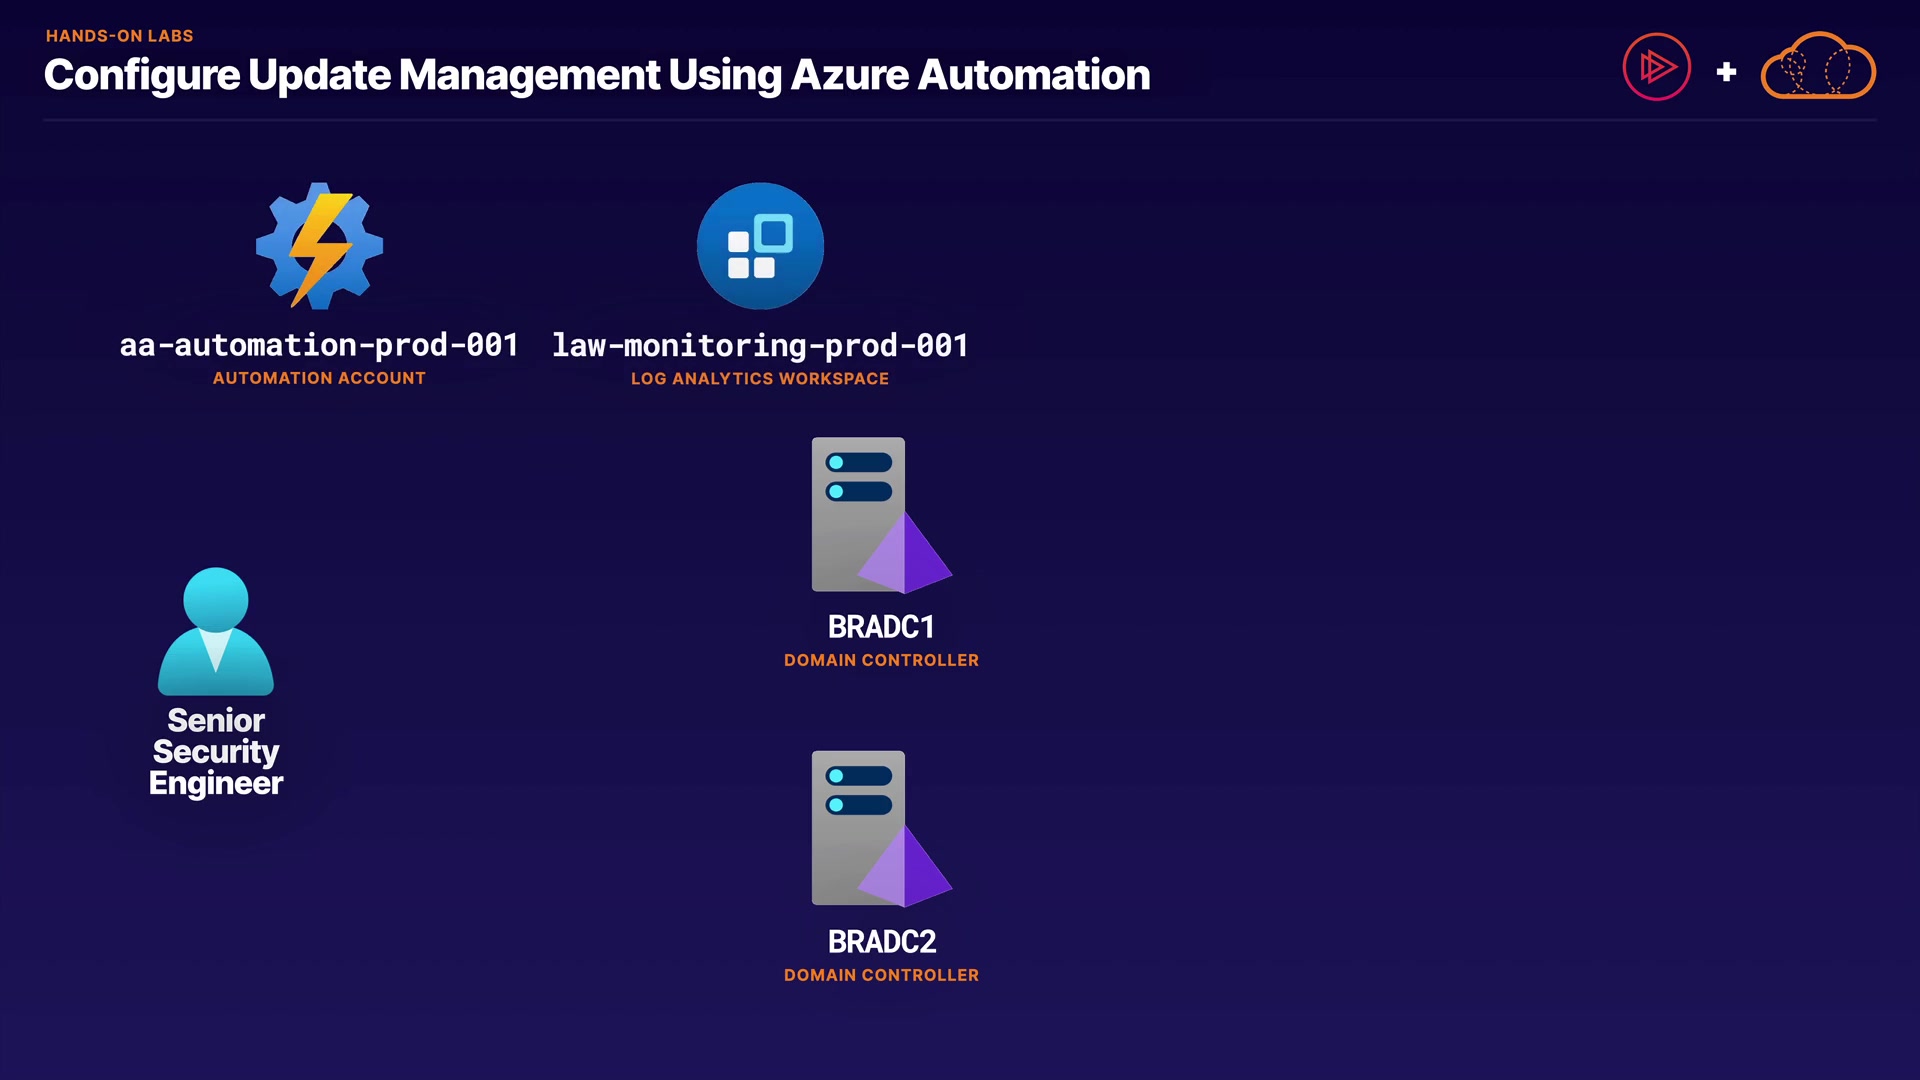 HANDS-ON LABS
Configure Update Management Using Azure Automation
aa-automation-prod-001
AUTOMATION ACCOUNT
law-monitoring-prod-001
LOG ANALYTICS WORKSPACE
BRADC1
DOMAIN CONTROLLER
Senior
Security
Engineer
BRADC2
DOMAIN CONTROLLER